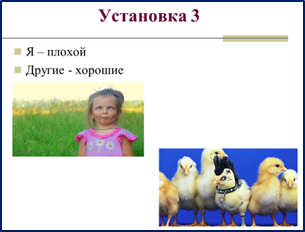 Установка 3
Я – плохой
Другие - хорошие